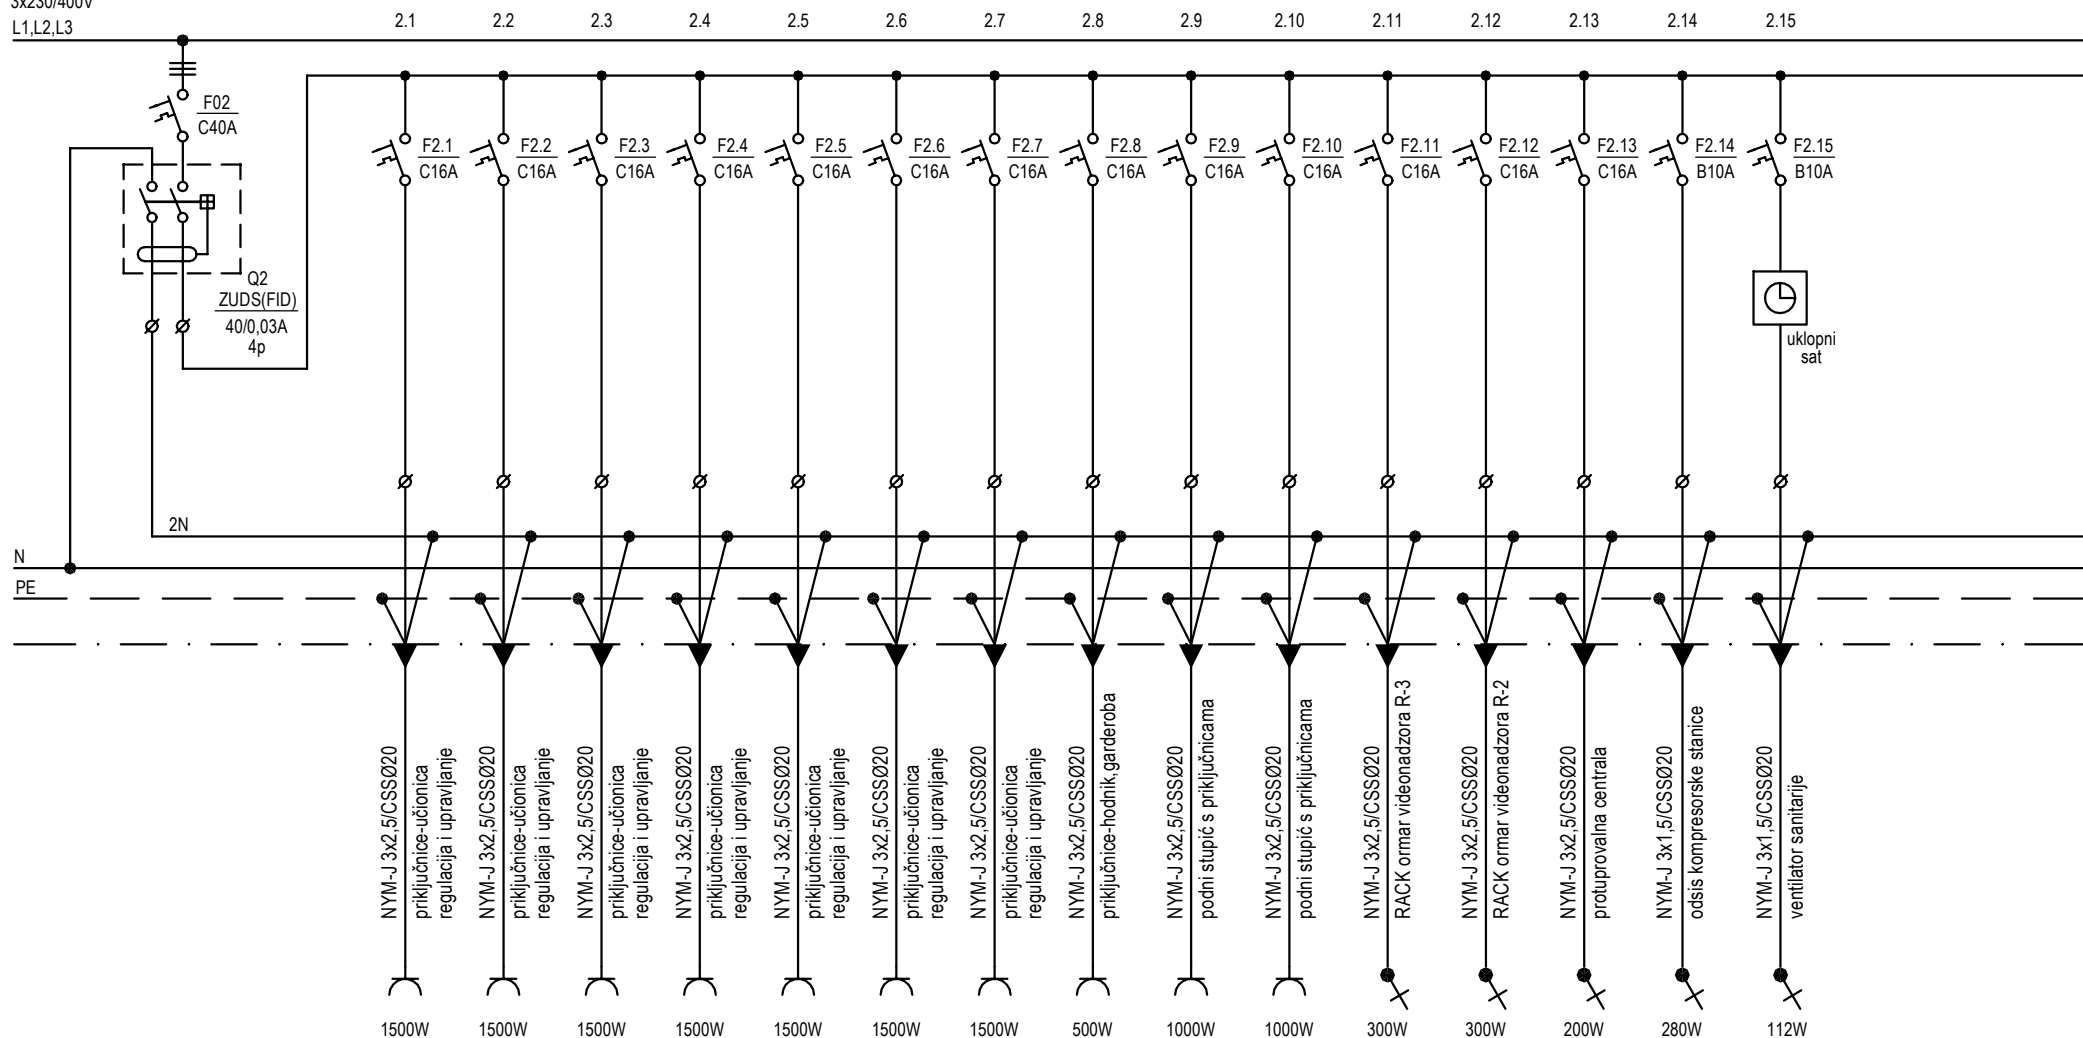 3x230/400V
L1,L2,L3
2.1
2.2
2.3
2.4
2.5
2.6
2.7
2.8
2.9
2.10
2.11
2.12
2.13
2.14
2.15
F02
C40A
F2.1
C16A
F2.2
C16A
F2.3
C16A
F2.4
C16A
F2.5
C16A
F2.6
C16A
F2.7
C16A
F2.8
C16A
F2.9
C16A
F2.10
C16A
F2.11
C16A
F2.12
C16A
F2.13
C16A
F2.14
B10A
F2.15
B10A
Q2
ZUDS(FID)
40/0,03A
4p
uklopni
sat
2N
N
PE
NYM-J 3x2,5/CSSØ20
priključnice-učionica
regulacija i upravljanje
NYM-J 3x2,5/CSSØ20
priključnice-učionica
regulacija i upravljanje
NYM-J 3x2,5/CSSØ20
priključnice-učionica
regulacija i upravljanje
NYM-J 3x2,5/CSSØ20
priključnice-učionica
regulacija i upravljanje
NYM-J 3x2,5/CSSØ20
priključnice-učionica
regulacija i upravljanje
NYM-J 3x2,5/CSSØ20
priključnice-učionica
regulacija i upravljanje
NYM-J 3x2,5/CSSØ20
priključnice-učionica
regulacija i upravljanje
NYM-J 3x2,5/CSSØ20
priključnice-hodnik,garderoba
NYM-J 3x2,5/CSSØ20
podni stupić s priključnicama
NYM-J 3x2,5/CSSØ20
podni stupić s priključnicama
NYM-J 3x2,5/CSSØ20
RACK ormar videonadzora R-3
NYM-J 3x2,5/CSSØ20
RACK ormar videonadzora R-2
NYM-J 3x2,5/CSSØ20
protuprovalna centrala
NYM-J 3x1,5/CSSØ20
odsis kompresorske stanice
NYM-J 3x1,5/CSSØ20
ventilator sanitarije
1500W
1500W
1500W
1500W
1500W
1500W
1500W
500W
1000W
1000W
300W
300W
200W
280W
112W